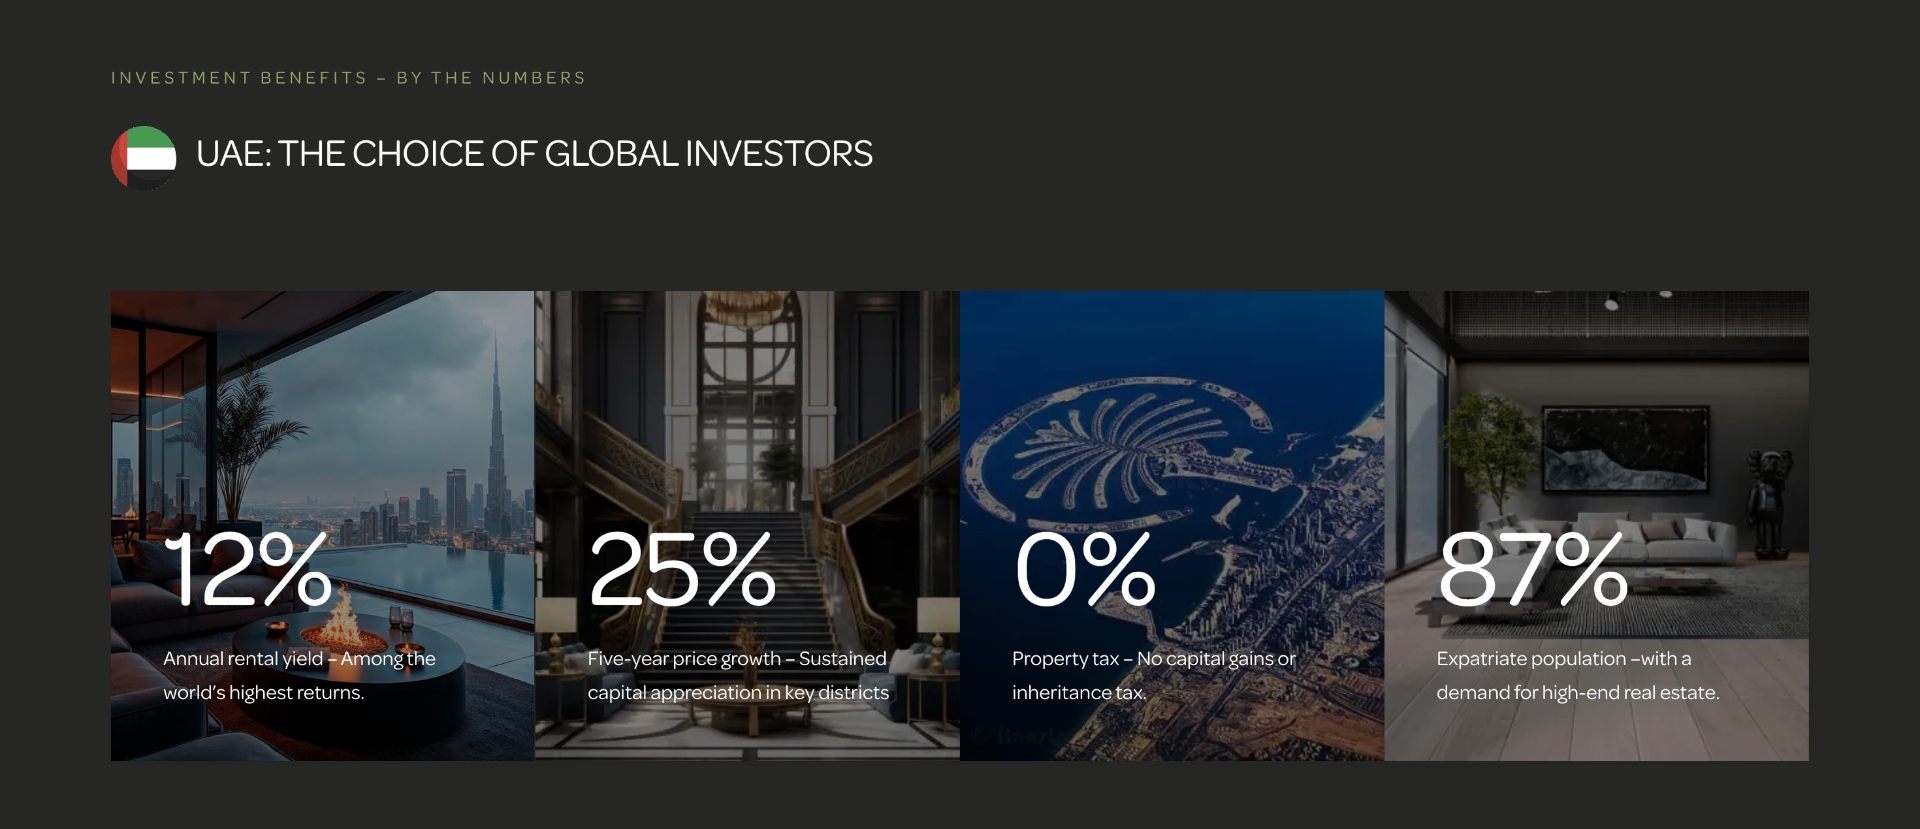 INVESTMENT BENEFITS – BY THE NUMBERS
UAE: THE CHOICE OF GLOBAL INVESTORS
12%
Annual rental yield – Among the
world’s highest returns.
25%
Five-year price growth – Sustained
capital appreciation in key districts
0%
Property tax – No capital gains or
inheritance tax.
87%
Expatriate population –with a
demand for high-end real estate.